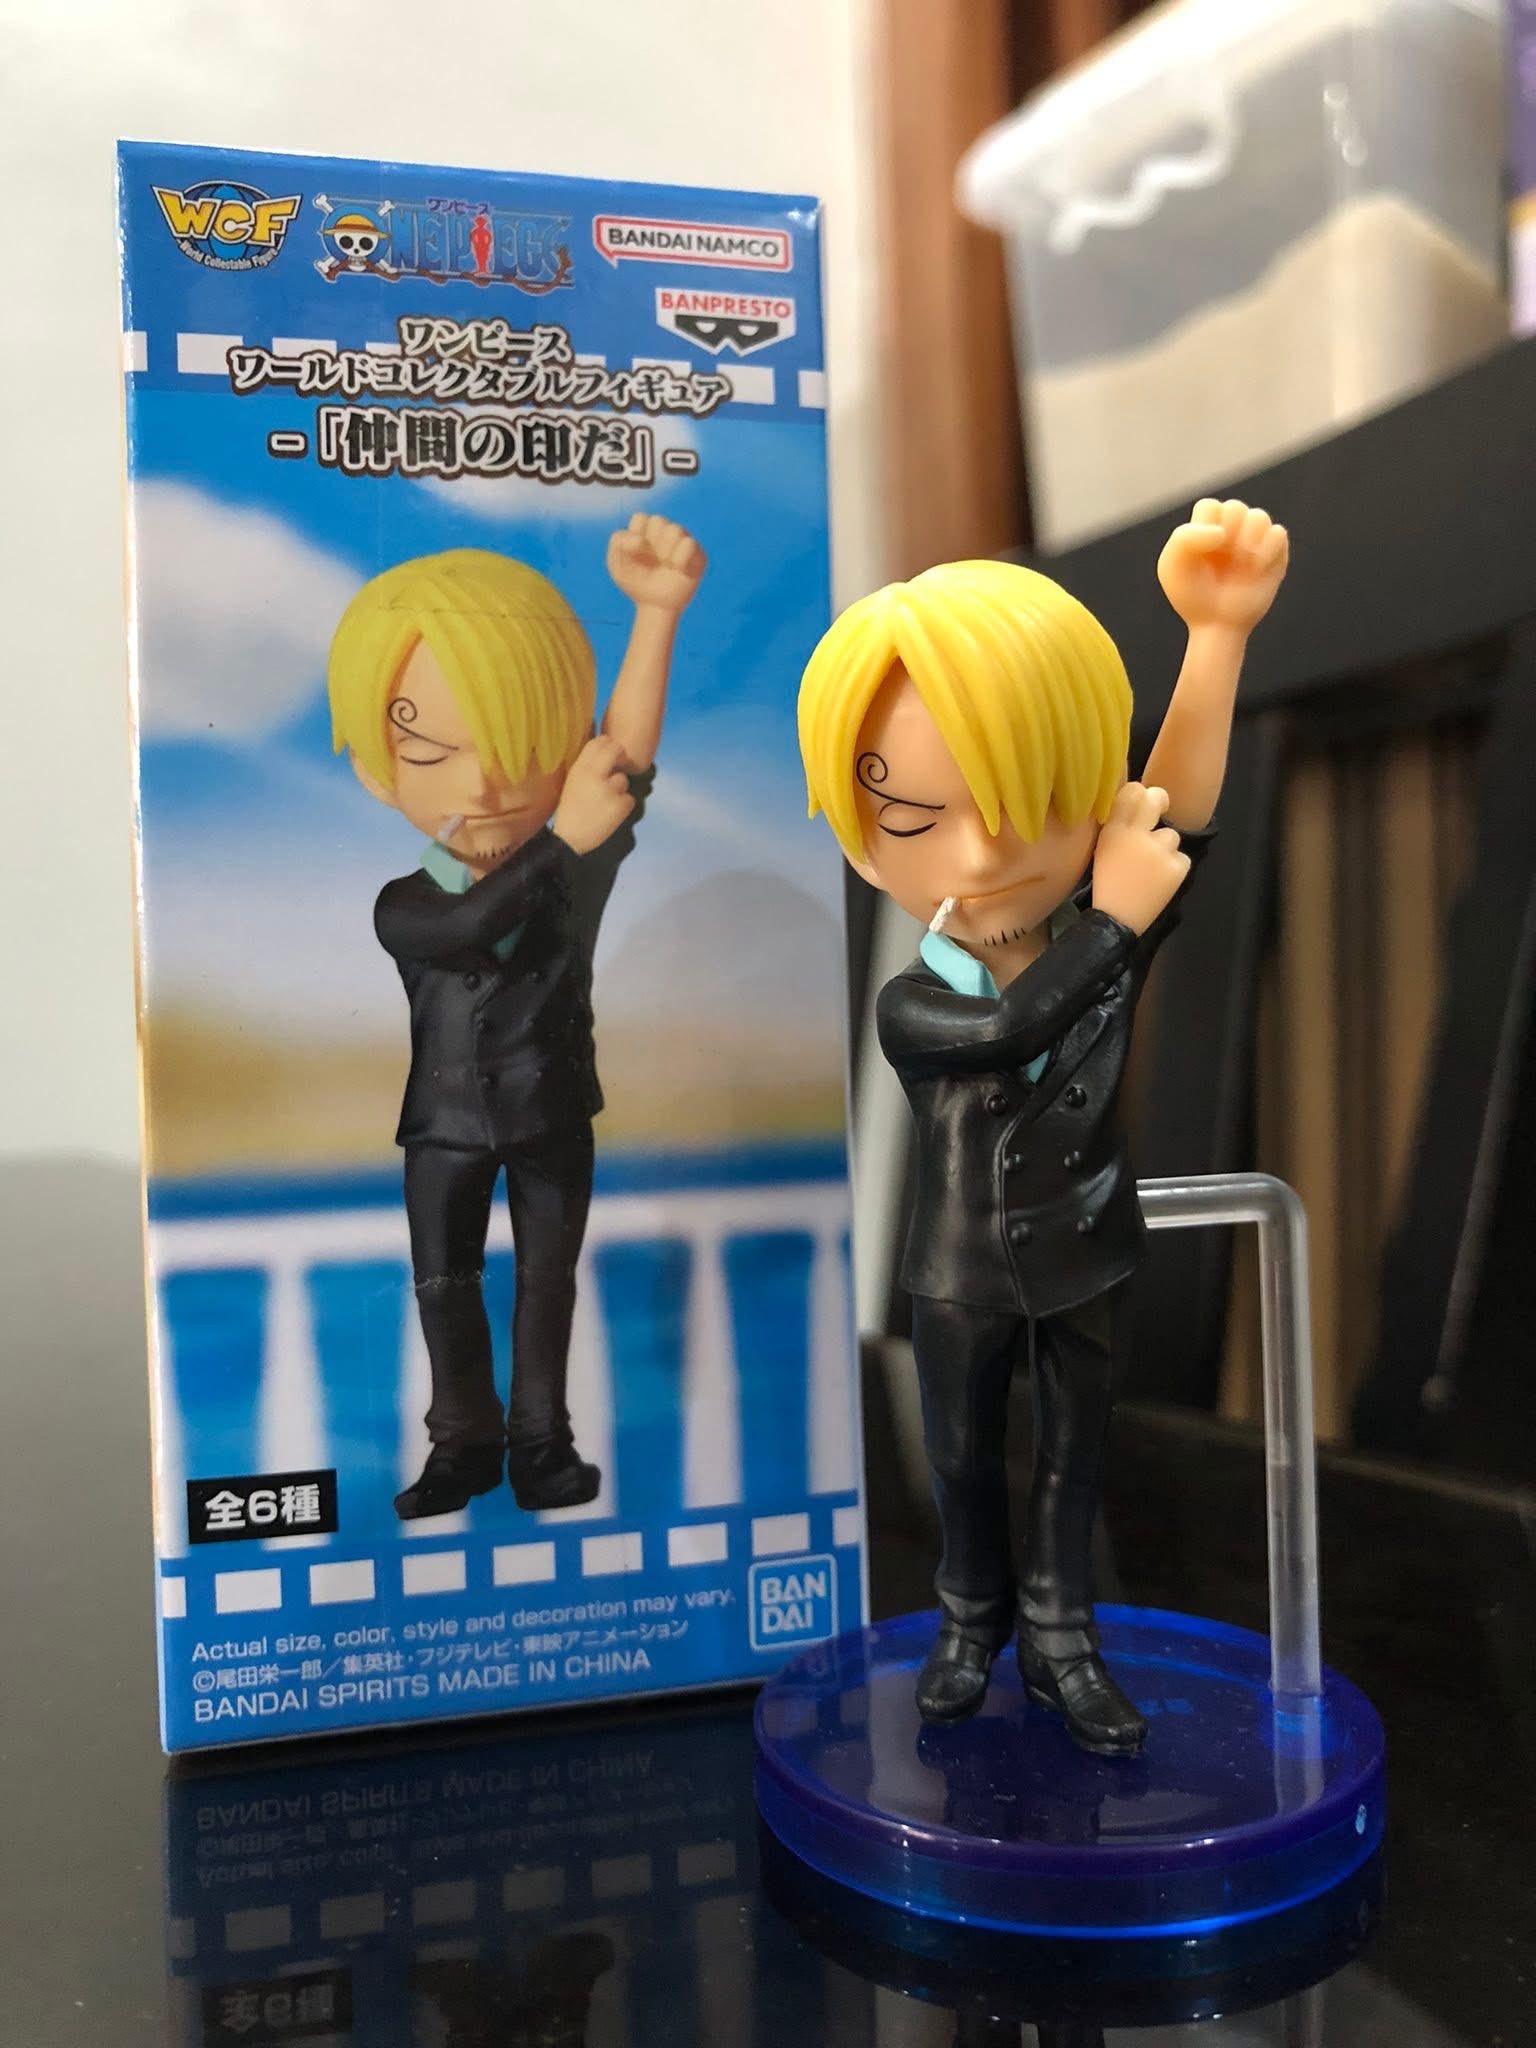 WCF
World Collectable Figure
ワンピース
ONE PIECE
BANDAI NAMCO
BANPRESTO
ワンピース
ワールドコレクタブルフィギュア
-「仲間の印だ」-
全6種
Actual size, color, style and decoration may vary.
©尾田栄一郎／集英社・フジテレビ・東映アニメーション
BANDAI SPIRITS MADE IN CHINA
BAN
DAI